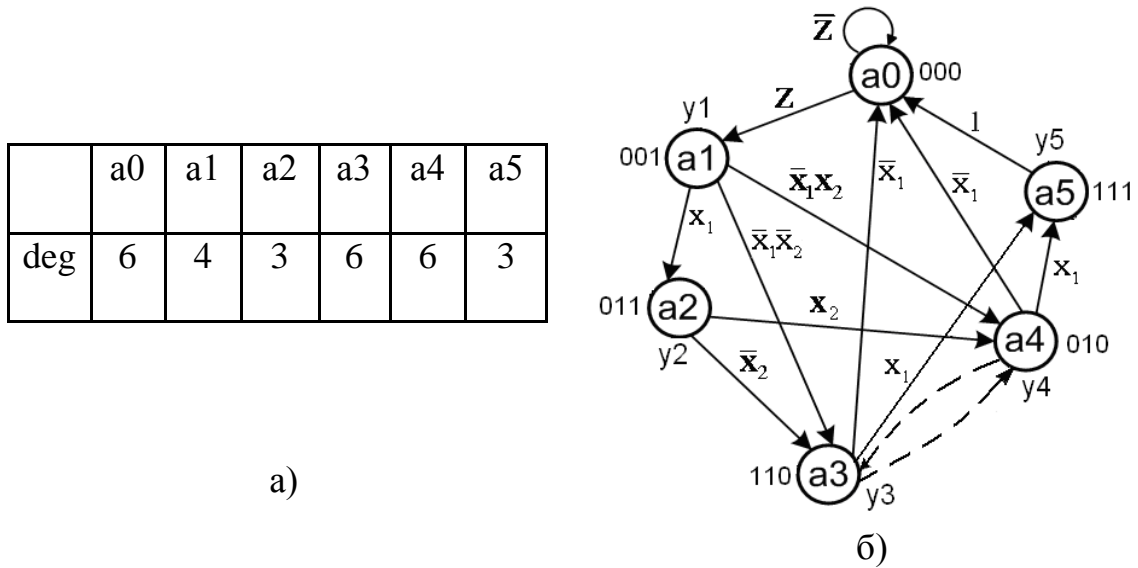 a0 a1 a2 a3 a4 a5
deg 6 4 3 6 6 3
а)
z̅
a0 000
z
y1
001 a1
1
y5
a5 111
x̅₁x₂
x̅₁
x̅₁
x₁
x̅₁x̅₂
x₁
011 a2
y2
x₂
a4 010
y4
x̅₂
x₁
110 a3
y3
б)